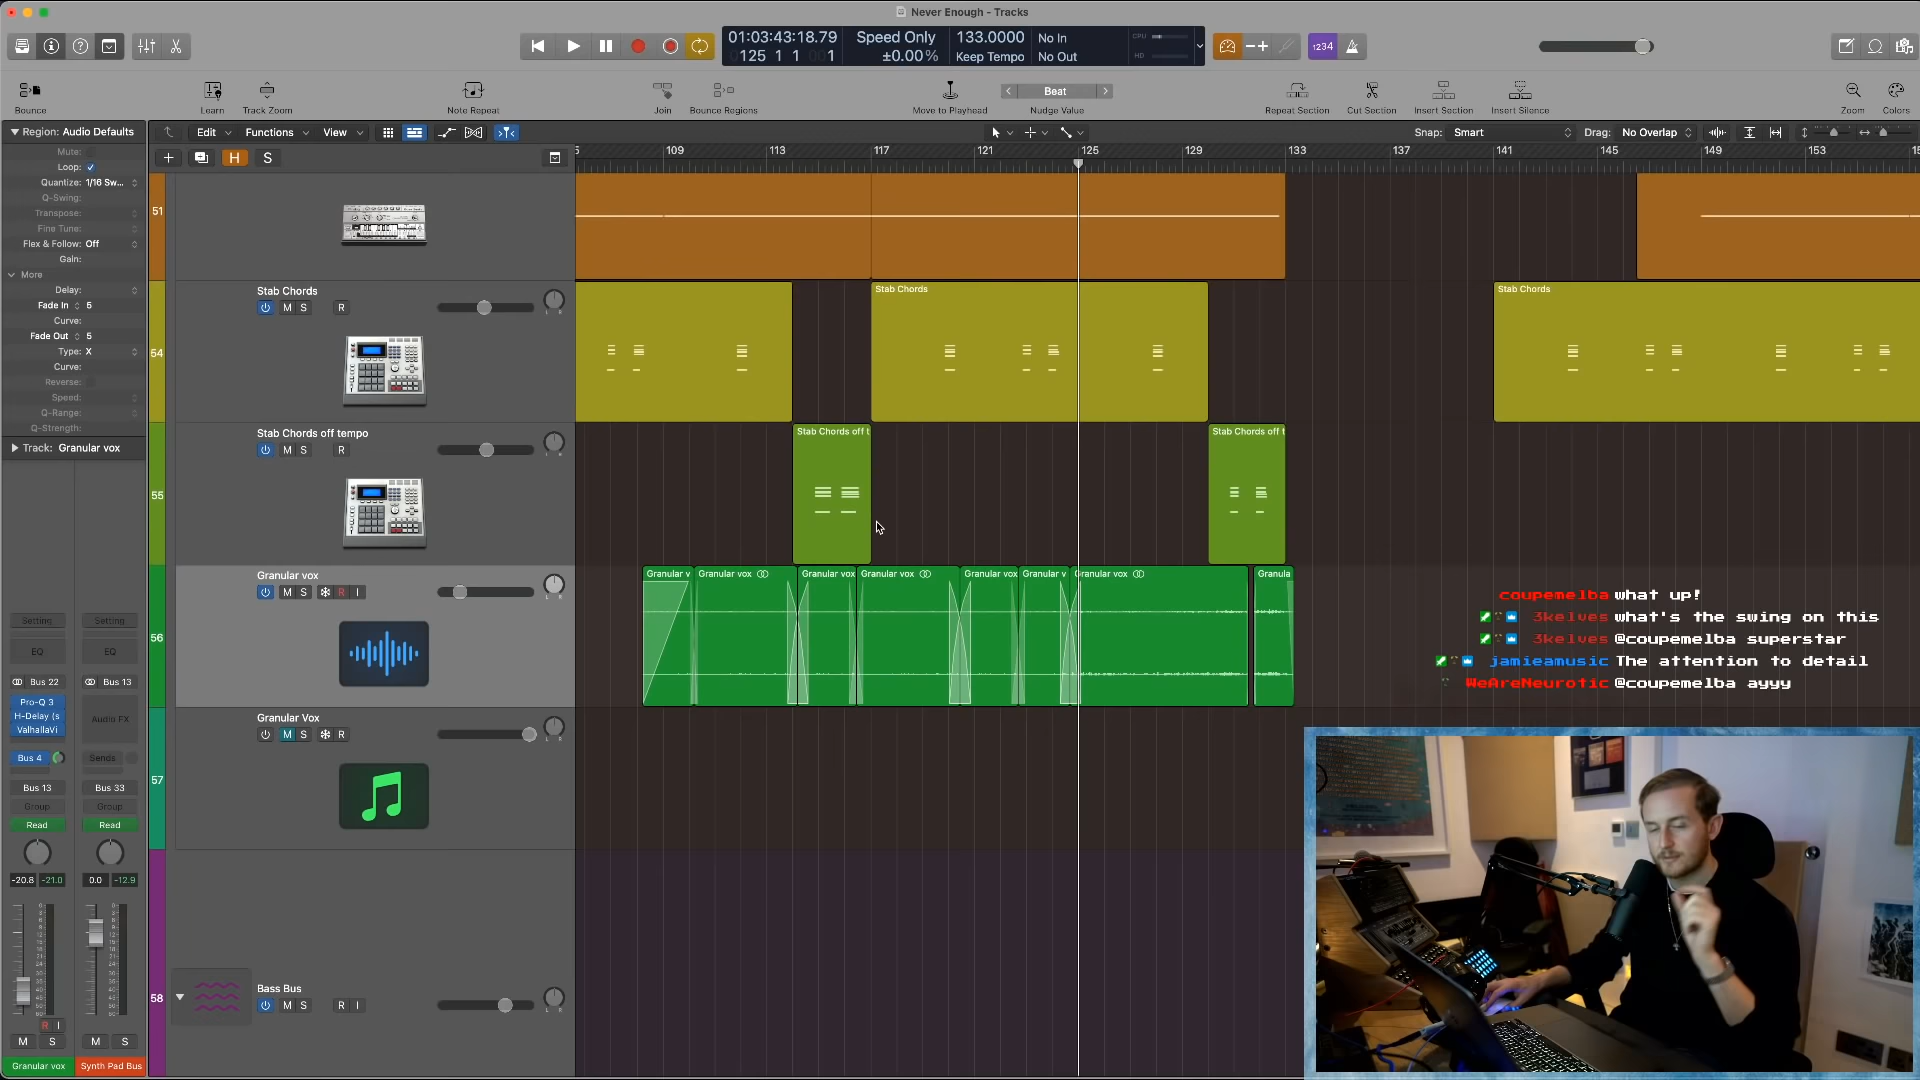 Never Enough - Tracks
01:03:43:18.79
125 1 1 001
Speed Only
±0.00%
133.0000
Keep Tempo
No In
No Out
CPU
HD
1234
Bounce
Learn
Track Zoom
Note Repeat
Join
Bounce Regions
Move to Playhead
Beat
Nudge Value
Repeat Section
Cut Section
Insert Section
Insert Silence
Zoom
Colors
Region: Audio Defaults
Edit
Functions
View
Snap: Smart
Drag: No Overlap
Mute:
Loop:
Quantize: 1/16 Sw...
Q-Swing:
Transpose:
Fine Tune:
Flex & Follow: Off
Gain:
More
Delay:
Fade In 5
Curve:
Fade Out 5
Type: X
Curve:
Reverse:
Speed:
Q-Range:
Q-Strength:
Track: Granular vox
H S
109 113 117 121 125 129 133 137 141 145 149 153
51
54
Stab Chords
M S R
Stab Chords
Stab Chords
55
Stab Chords off tempo
M S R
Stab Chords off t
Stab Chords off t
56
Granular vox
M S R I
Granular v
Granular vox
Granular vox
Granular vox
Granular vox
Granular v
Granular vox
Granula
57
Granular Vox
M S R
58
Bass Bus
M S R I
Setting Setting
EQ EQ
Bus 22 Bus 13
Pro-Q 3
H-Delay (s
ValhallaVi
Audio FX
Bus 4 Sends
Bus 13 Bus 33
Group Group
Read Read
-20.8 -21.0 0.0 -12.9
R I
M S M S
Granular vox Synth Pad Bus
coupemelba what up!
3kelves what's the swing on this
3kelves @coupemelba superstar
jamieamusic The attention to detail
WeAreNeurotic @coupemelba ayyy